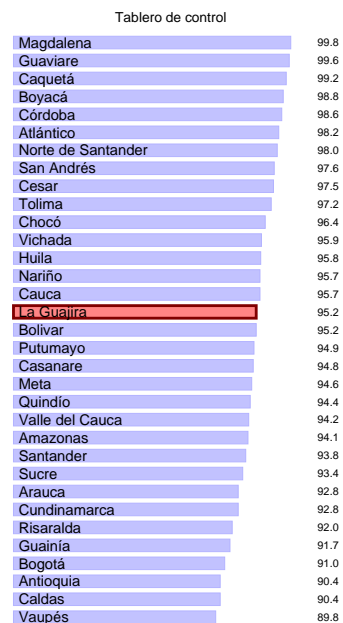 Tablero de control
Magdalena 99.8
Guaviare 99.6
Caquetá 99.2
Boyacá 98.8
Córdoba 98.6
Atlántico 98.2
Norte de Santander 98.0
San Andrés 97.6
Cesar 97.5
Tolima 97.2
Chocó 96.4
Vichada 95.9
Huila 95.8
Nariño 95.7
Cauca 95.7
La Guajira 95.2
Bolivar 95.2
Putumayo 94.9
Casanare 94.8
Meta 94.6
Quindío 94.4
Valle del Cauca 94.2
Amazonas 94.1
Santander 93.8
Sucre 93.4
Arauca 92.8
Cundinamarca 92.8
Risaralda 92.0
Guainía 91.7
Bogotá 91.0
Antioquia 90.4
Caldas 90.4
Vaupés 89.8